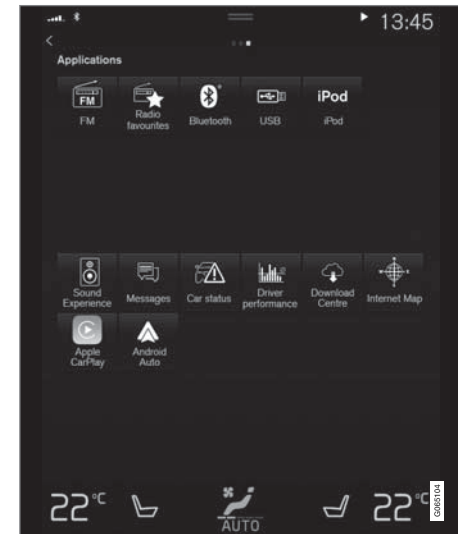 13:45
Applications
FM
iPod
FM
Radio
favourites
Bluetooth
USB
iPod
Sound
Experience
Messages
Car status
Driver
performance
Download
Centre
Internet Map
Apple
CarPlay
Android
Auto
22°C
AUTO
22°C
G065104